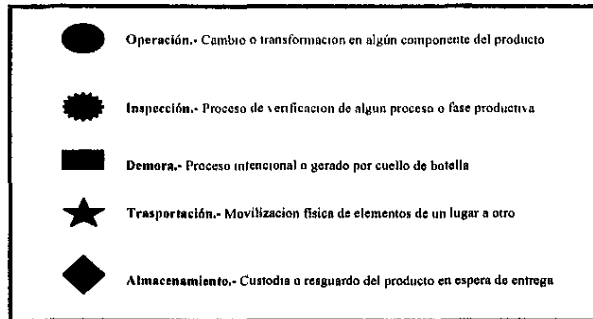 Operación.- Cambio o transformacion en algún componente del producto
Inspección.- Proceso de verificacion de algun proceso o fase productiva
Demora.- Proceso intencional o gerado por cuello de botella
Trasportación.- Movilizacion física de elementos de un lugar a otro
Almacenamiento.- Custodia o resguardo del producto en espera de entrega